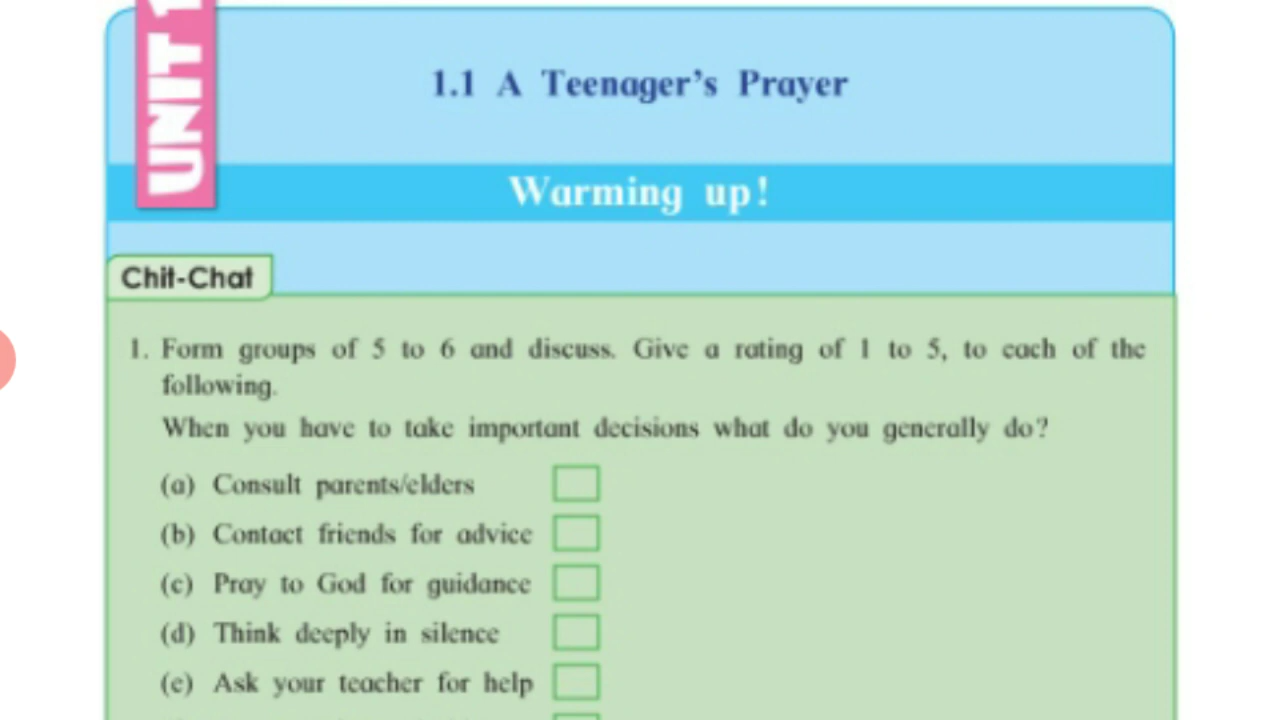 UNIT 1
1.1 A Teenager's Prayer
Warming up!
Chit-Chat
1. Form groups of 5 to 6 and discuss. Give a rating of 1 to 5, to each of the
following.
When you have to take important decisions what do you generally do?
(a) Consult parents/elders
(b) Contact friends for advice
(c) Pray to God for guidance
(d) Think deeply in silence
(e) Ask your teacher for help